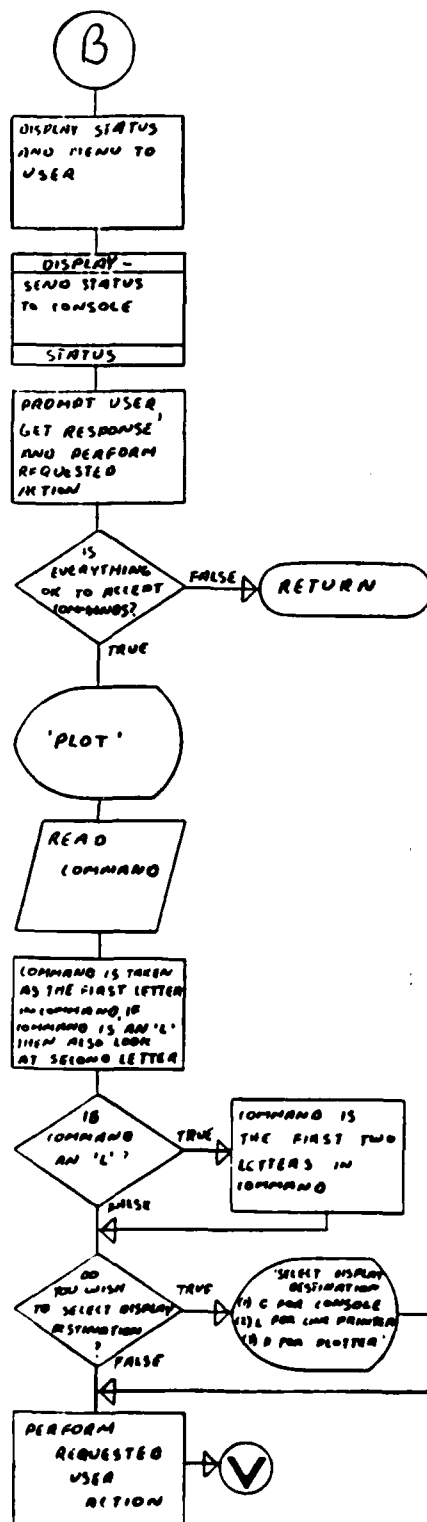 B
DISPLAY STATUS
AND MENU TO
USER
DISPLAY -
SEND STATUS
TO CONSOLE
STATUS
PROMPT USER,
GET RESPONSE,
AND PERFORM
REQUESTED
ACTION
IS
EVERYTHING
OK TO ACCEPT
COMMANDS?
FALSE
RETURN
TRUE
'PLOT'
READ
COMMAND
COMMAND IS TAKEN
AS THE FIRST LETTER
IN COMMAND, IF
COMMAND IS AN 'L'
THEN ALSO LOOK
AT SECOND LETTER
IS
COMMAND
AN 'L'?
TRUE
COMMAND IS
THE FIRST TWO
LETTERS IN
COMMAND
FALSE
DO
YOU WISH
TO SELECT DISPLAY
DESTINATION
?
TRUE
'SELECT DISPLAY
DESTINATION
(1) C FOR CONSOLE
(2) L FOR LINE PRINTER
(3) P FOR PLOTTER'
FALSE
PERFORM
REQUESTED
USER
ACTION
V